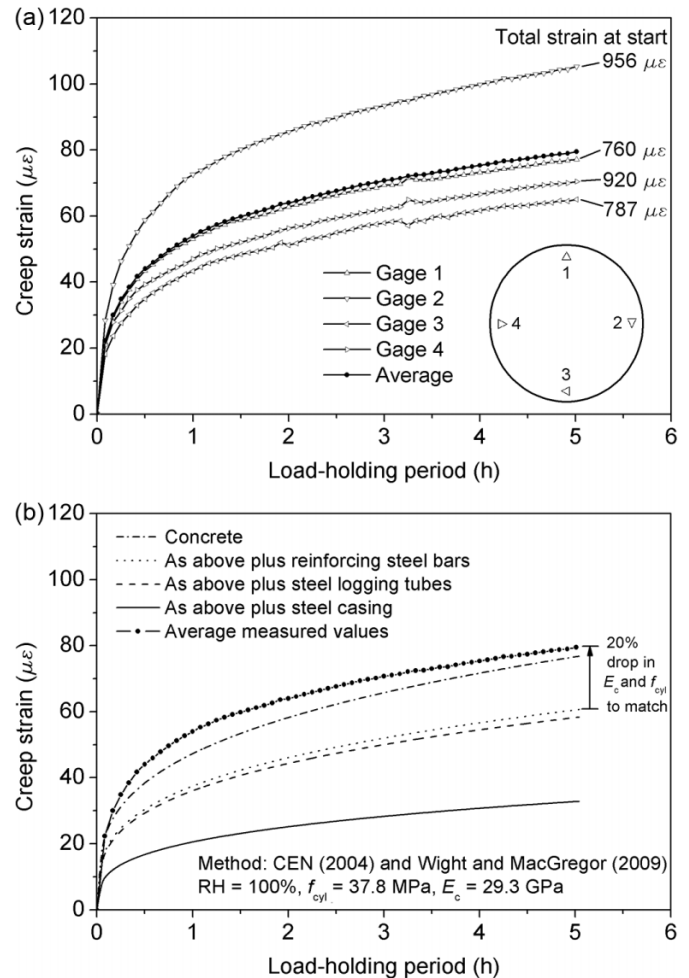 (a)
Total strain at start
956 με
760 με
920 με
787 με
120
100
80
60
40
20
0
Creep strain (με)
Gage 1
Gage 2
Gage 3
Gage 4
Average
1
4
2
3
0 1 2 3 4 5 6
Load-holding period (h)
(b)
120
100
80
60
40
20
0
Creep strain (με)
Concrete
As above plus reinforcing steel bars
As above plus steel logging tubes
As above plus steel casing
Average measured values
20%
drop in
E_c and f_cyl
to match
Method: CEN (2004) and Wight and MacGregor (2009)
RH = 100%, f_cyl = 37.8 MPa, E_c = 29.3 GPa
0 1 2 3 4 5 6
Load-holding period (h)